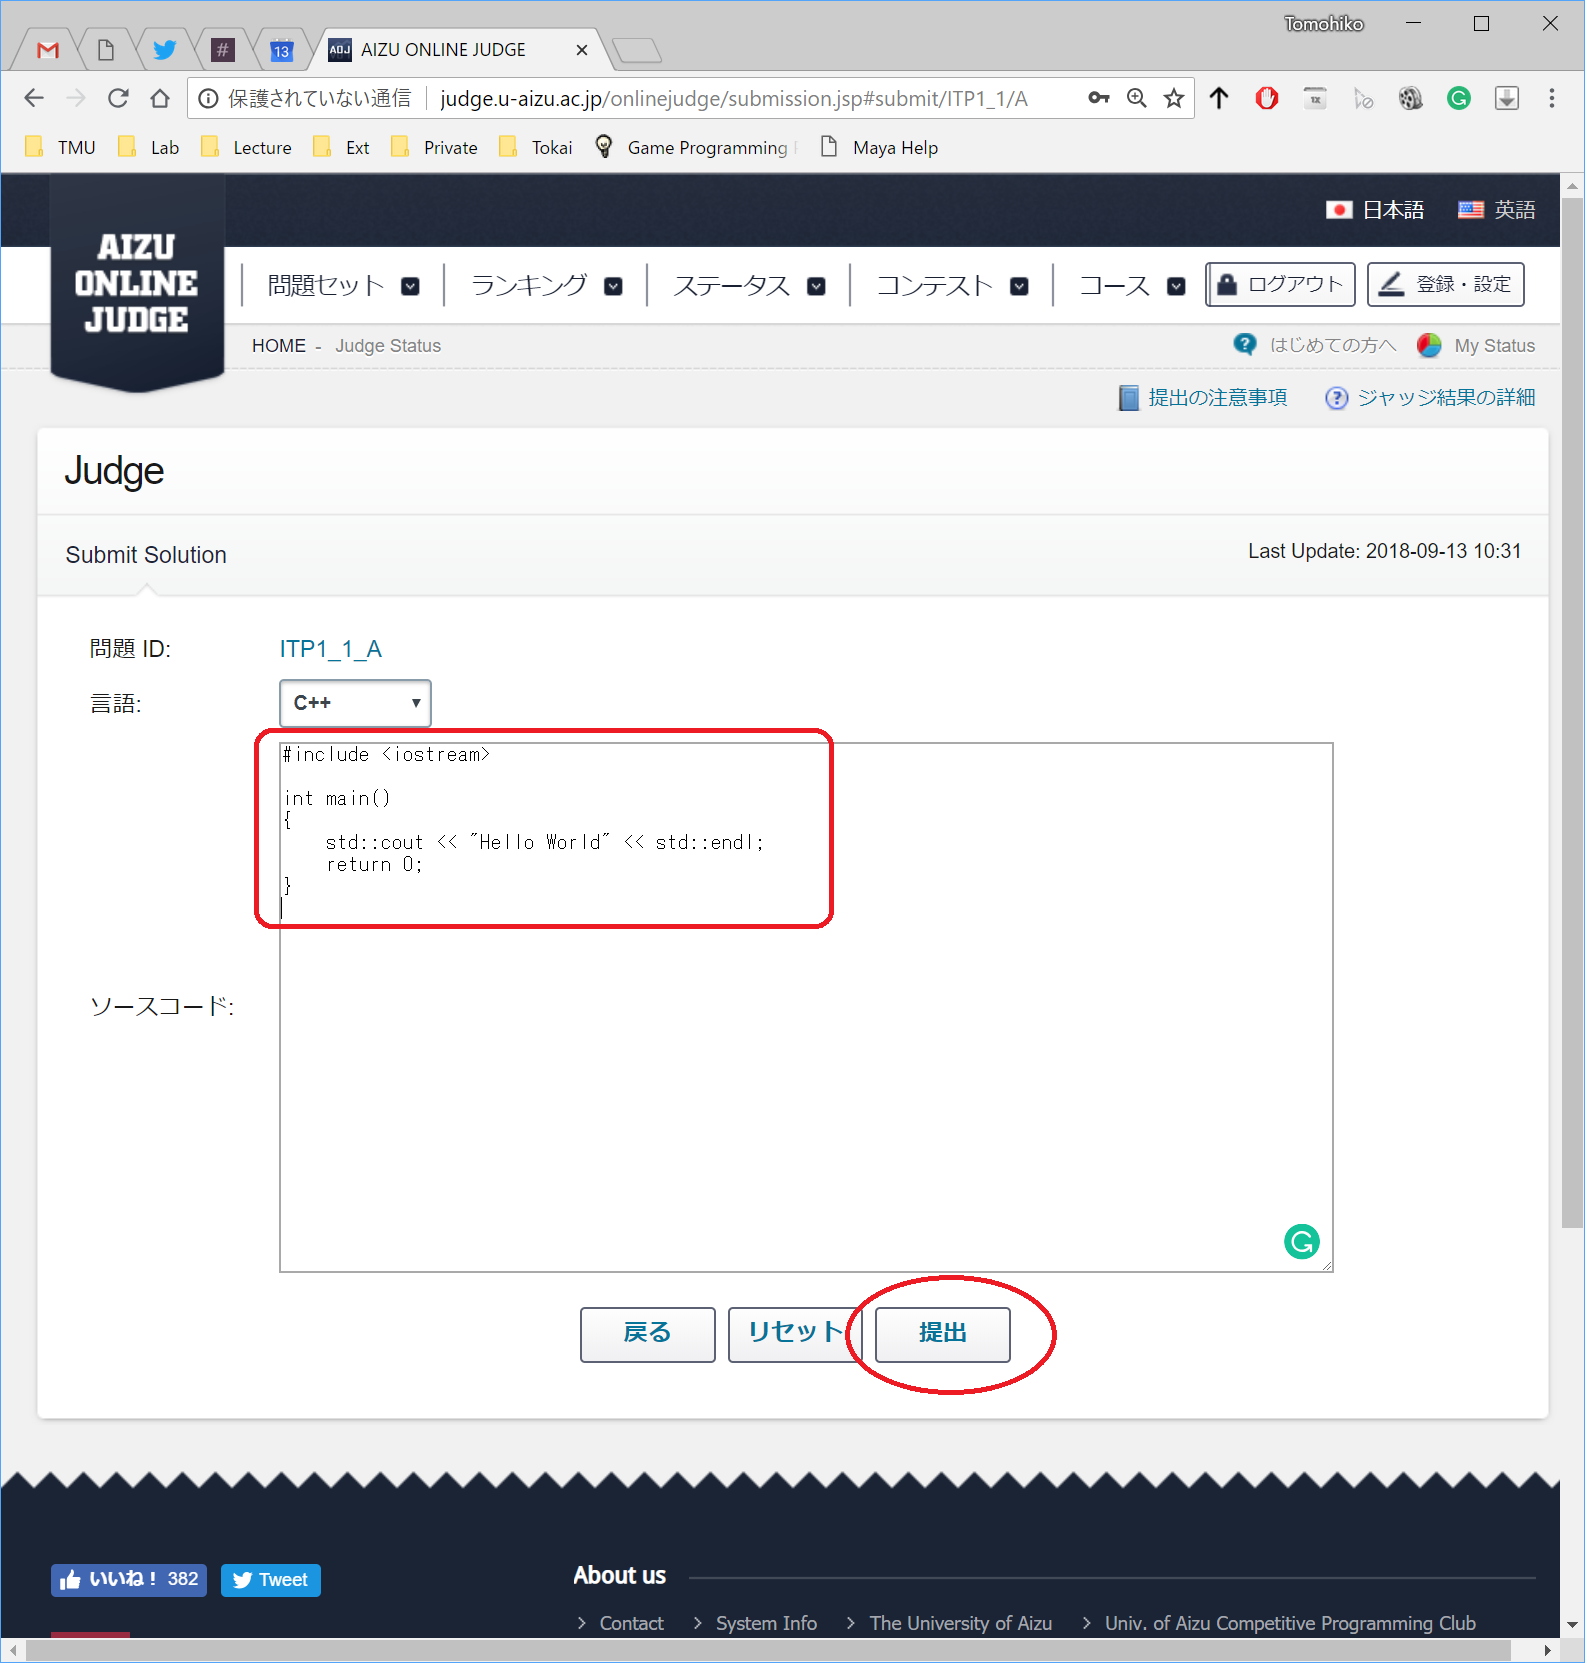 Tomohiko
# 13 AOJ AIZU ONLINE JUDGE
保護されていない通信 judge.u-aizu.ac.jp/onlinejudge/submission.jsp#submit/ITP1_1/A
TMU Lab Lecture Ext Private Tokai Game Programming Maya Help
日本語 英語
AIZU
ONLINE
JUDGE
問題セット ランキング ステータス コンテスト コース ログアウト 登録・設定
HOME - Judge Status はじめての方へ My Status
提出の注意事項 ジャッジ結果の詳細
Judge
Submit Solution Last Update: 2018-09-13 10:31
問題 ID: ITP1_1_A
言語: C++
#include <iostream>
int main()
{
std::cout << "Hello World" << std::endl;
return 0;
}
ソースコード:
戻る リセット 提出
いいね！ 382 Tweet
About us
Contact System Info The University of Aizu Univ. of Aizu Competitive Programming Club